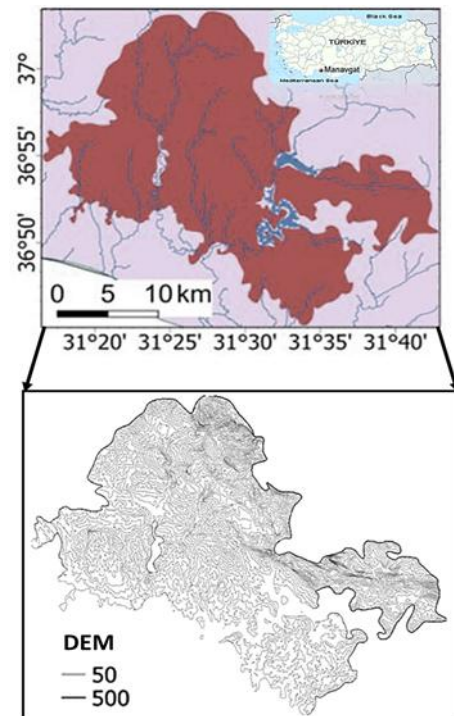 Black Sea
TÜRKİYE
Manavgat
Mediterranean Sea
37°
36°55'
36°50'
0 5 10 km
31°20' 31°25' 31°30' 31°35' 31°40'
DEM
50
500